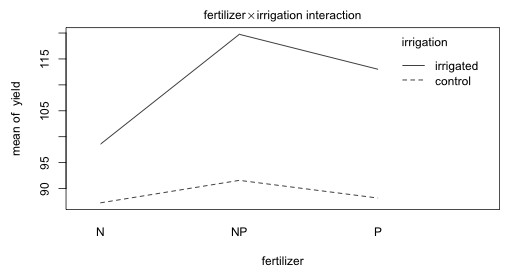 fertilizer×irrigation interaction
irrigation
irrigated
control
mean of  yield
115
105
95
90
N NP P
fertilizer